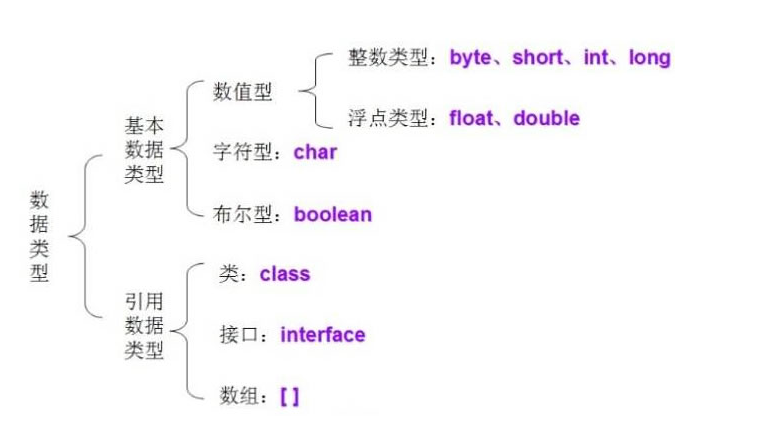 数据类型
基本数据类型
数值型
整数类型：byte、short、int、long
浮点类型：float、double
字符型：char
布尔型：boolean
引用数据类型
类：class
接口：interface
数组：[ ]